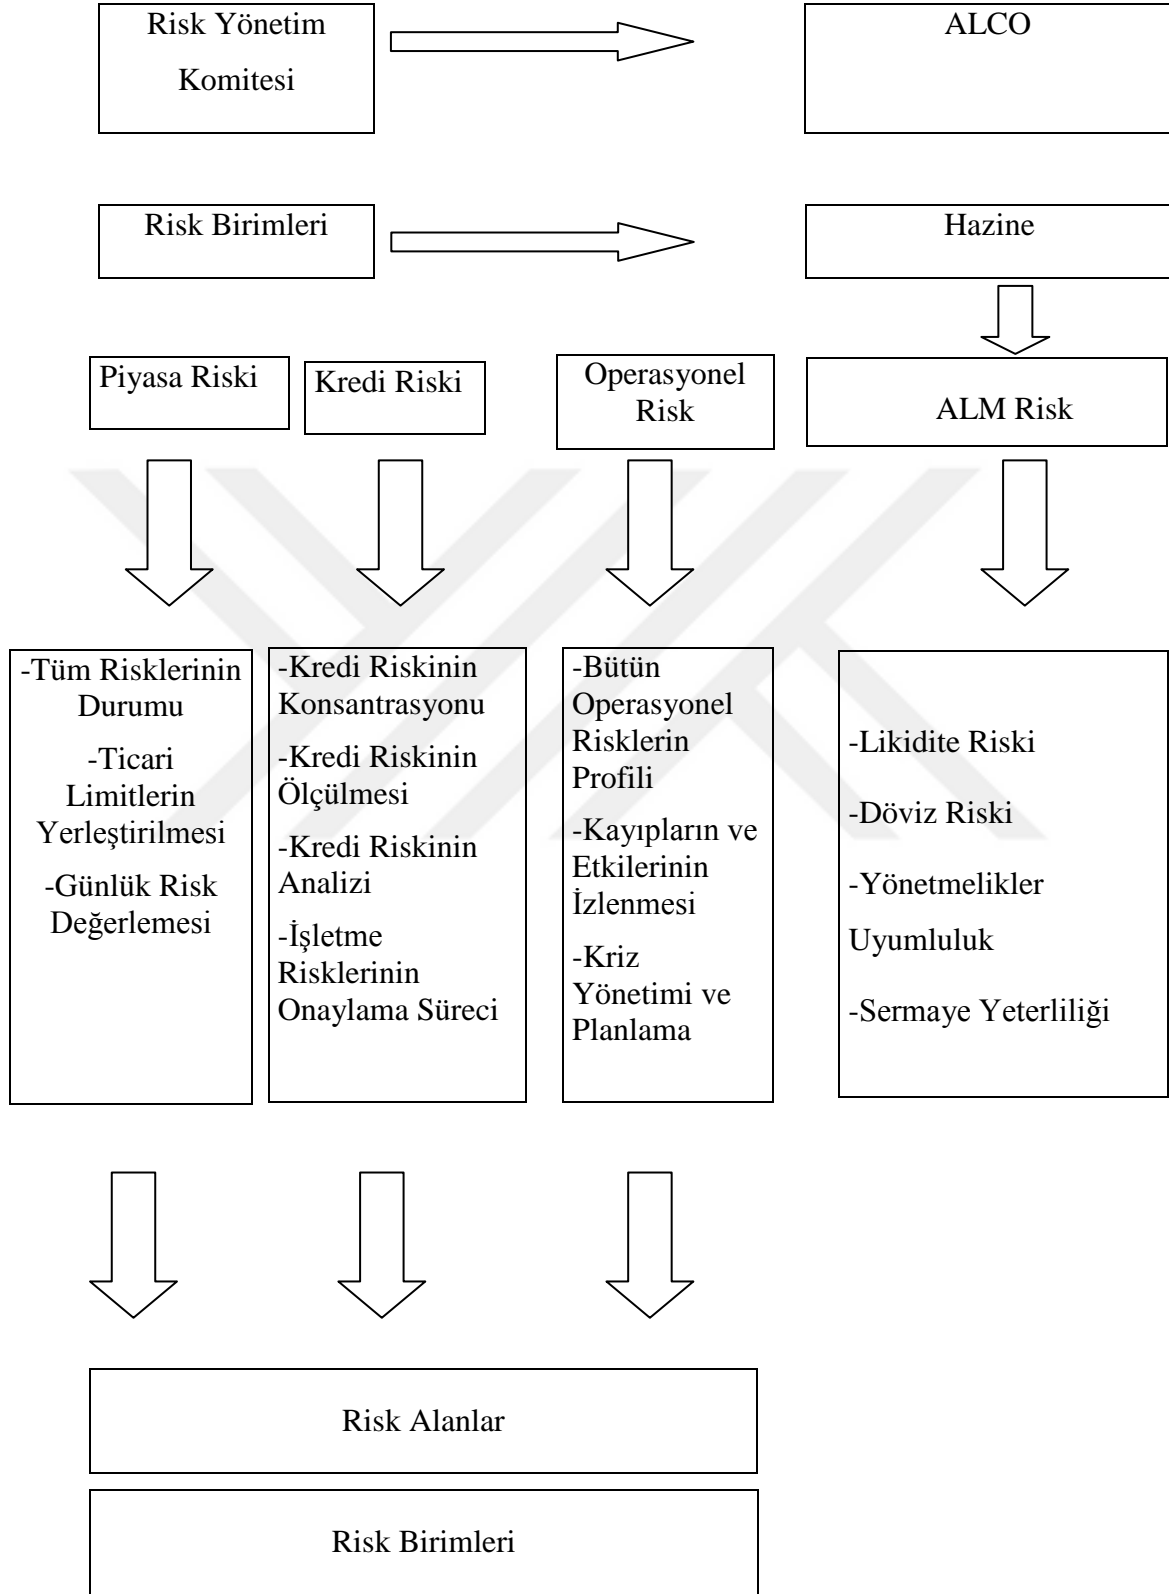 Risk Yönetim
Komitesi
ALCO
Risk Birimleri
Hazine
Piyasa Riski
Kredi Riski
Operasyonel
Risk
ALM Risk
-Tüm Risklerinin
Durumu
-Ticari
Limitlerin
Yerleştirilmesi
-Günlük Risk
Değerlemesi
-Kredi Riskinin
Konsantrasyonu
-Kredi Riskinin
Ölçülmesi
-Kredi Riskinin
Analizi
-İşletme
Risklerinin
Onaylama Süreci
-Bütün
Operasyonel
Risklerin
Profili
-Kayıpların ve
Etkilerinin
İzlenmesi
-Kriz
Yönetimi ve
Planlama
-Likidite Riski
-Döviz Riski
-Yönetmelikler
Uyumluluk
-Sermaye Yeterliliği
Risk Alanlar
Risk Birimleri